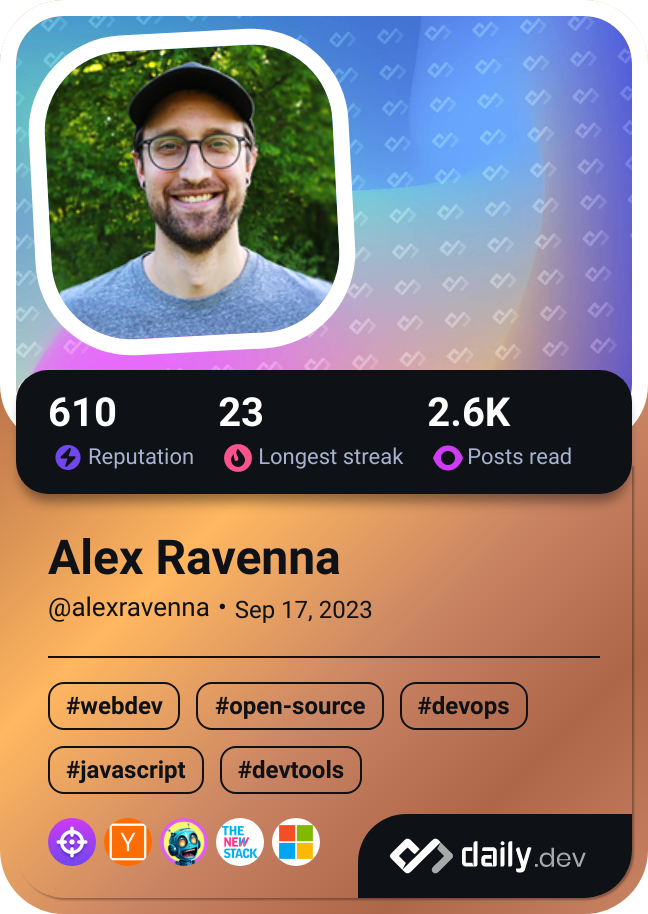 610 23 2.6K
Reputation Longest streak Posts read
Alex Ravenna
@alexravenna • Sep 17, 2023
#webdev #open-source #devops
#javascript #devtools
Y
THE
NEW
STACK
daily.dev